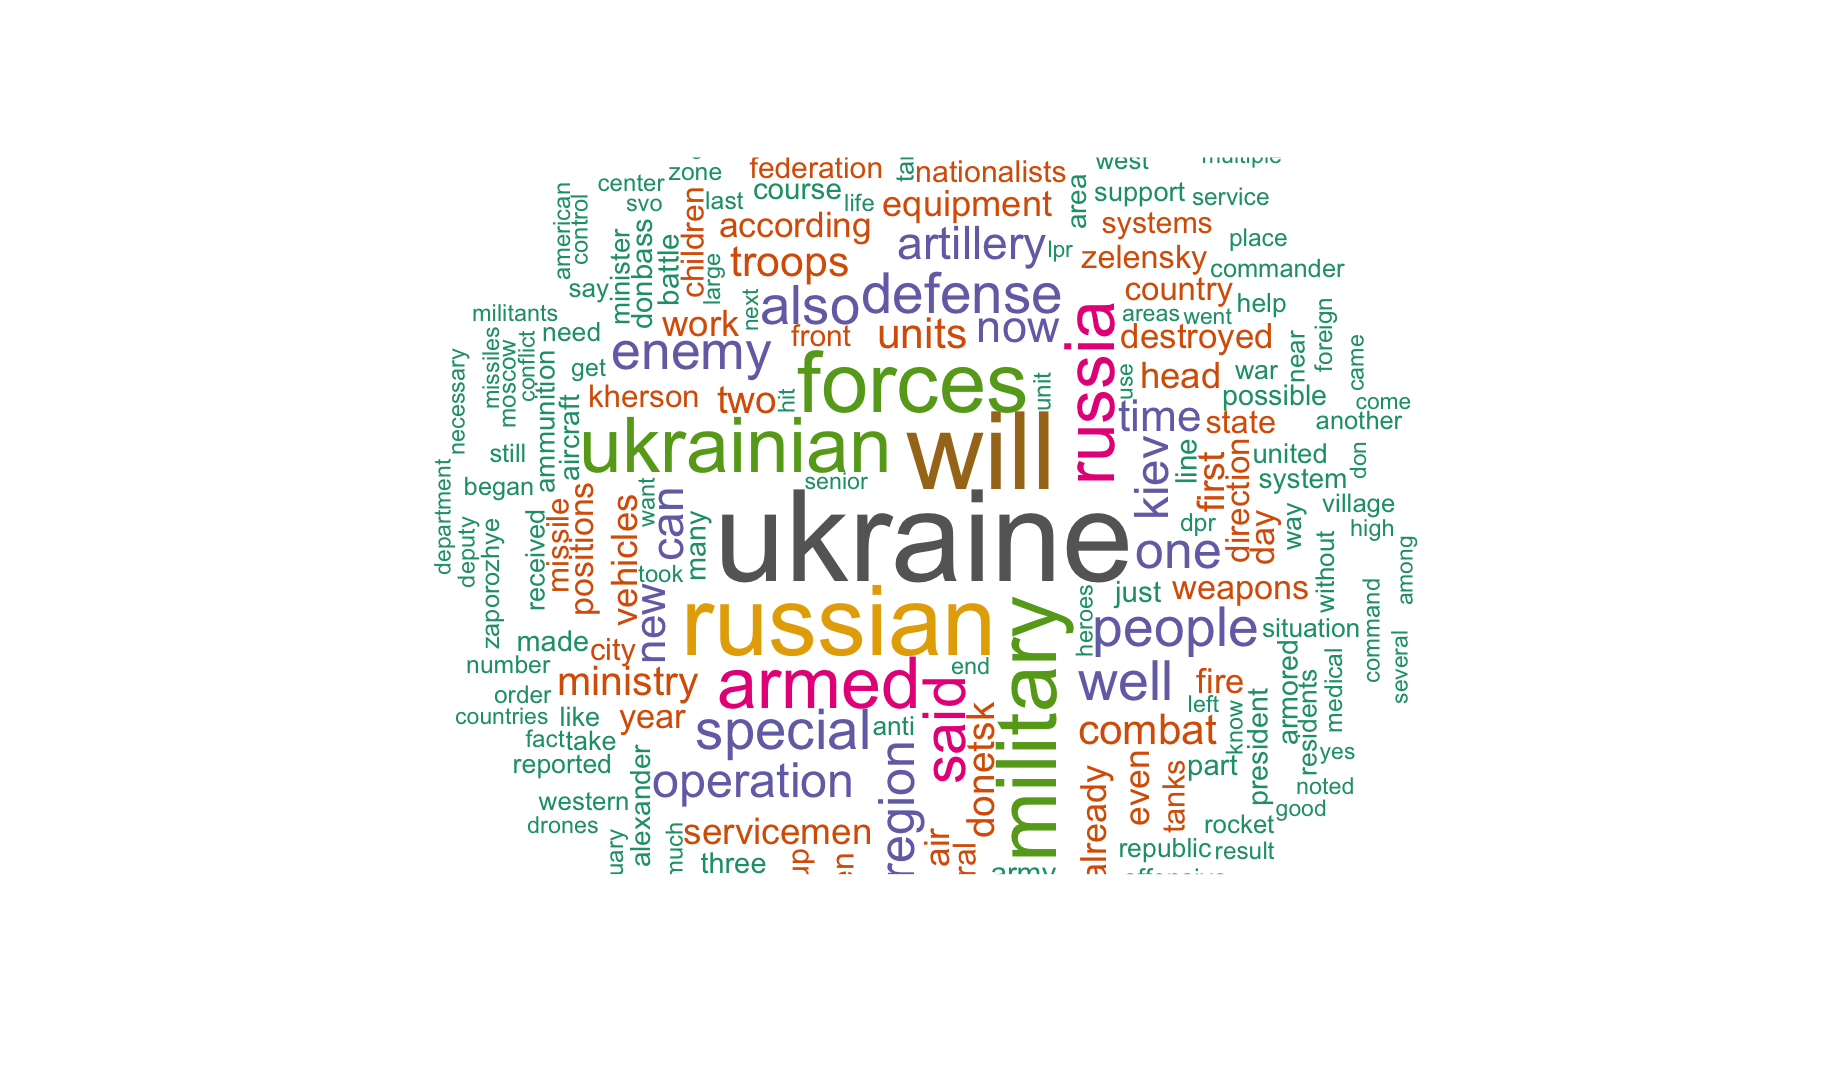 federation
nationalists
west
multiple
zone
center
course
last
life
svo
equipment
support
service
area
american
control
children
according
artillery
lpr
systems
place
minister
donbass
battle
large
troops
zelensky
commander
say
next
also
defense
country
help
militants
need
work
front
units
now
areas
went
russia
destroyed
near
foreign
came
missiles
moscow
conflict
necessary
ammunition
get
enemy
forces
unit
use
head
war
possible
come
another
kherson
two
hit
aircraft
time
state
ukrainian
will
kiev
line
first
direction
united
don
still
senior
system
department
began
want
can
many
village
high
deputy
zaporozhye
received
missile
positions
vehicles
took
ukraine
dpr
day
way
one
without
among
just
weapons
new
russian
military
heroes
people
situation
command
several
made
city
number
ministry
armed
end
well
fire
armored
residents
medical
order
countries
like
year
said
donetsk
left
know
president
fact
take
special
anti
combat
yes
reported
operation
region
already
even
tanks
part
noted
good
western
alexander
drones
servicemen
air
rocket
much
three
army
republic
result
offensive